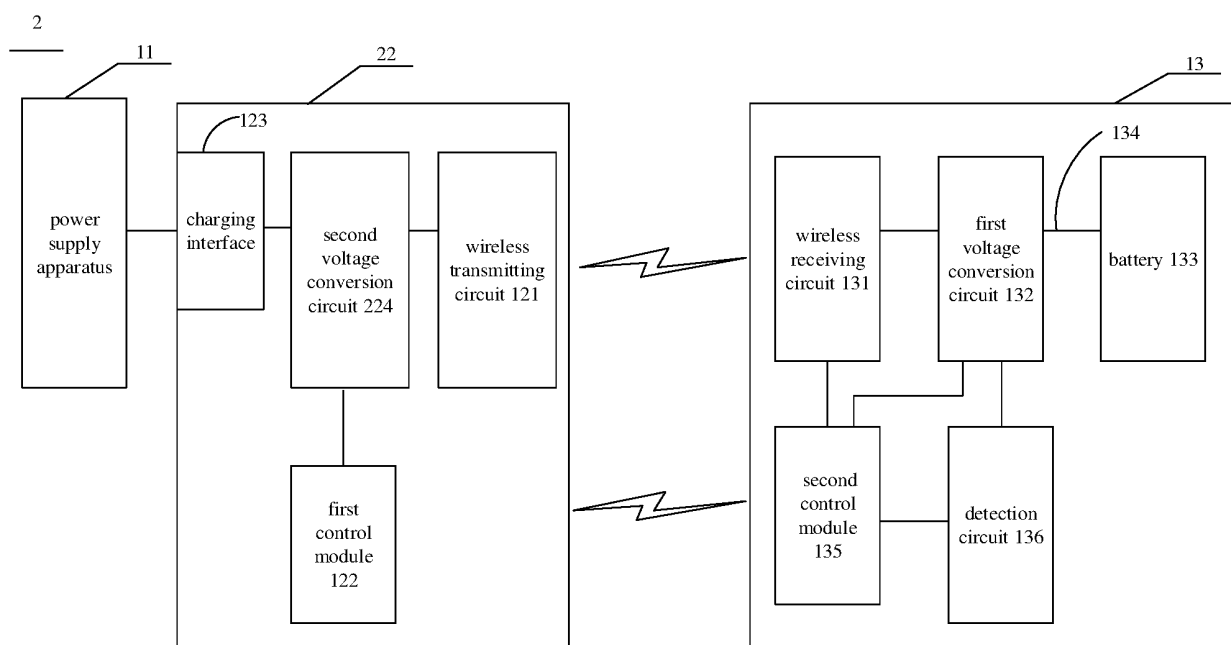 2
11
22
13
123
134
power
supply
apparatus
charging
interface
second
voltage
conversion
circuit 224
wireless
transmitting
circuit 121
wireless
receiving
circuit 131
first
voltage
conversion
circuit 132
battery 133
first
control
module
122
second
control
module
135
detection
circuit 136